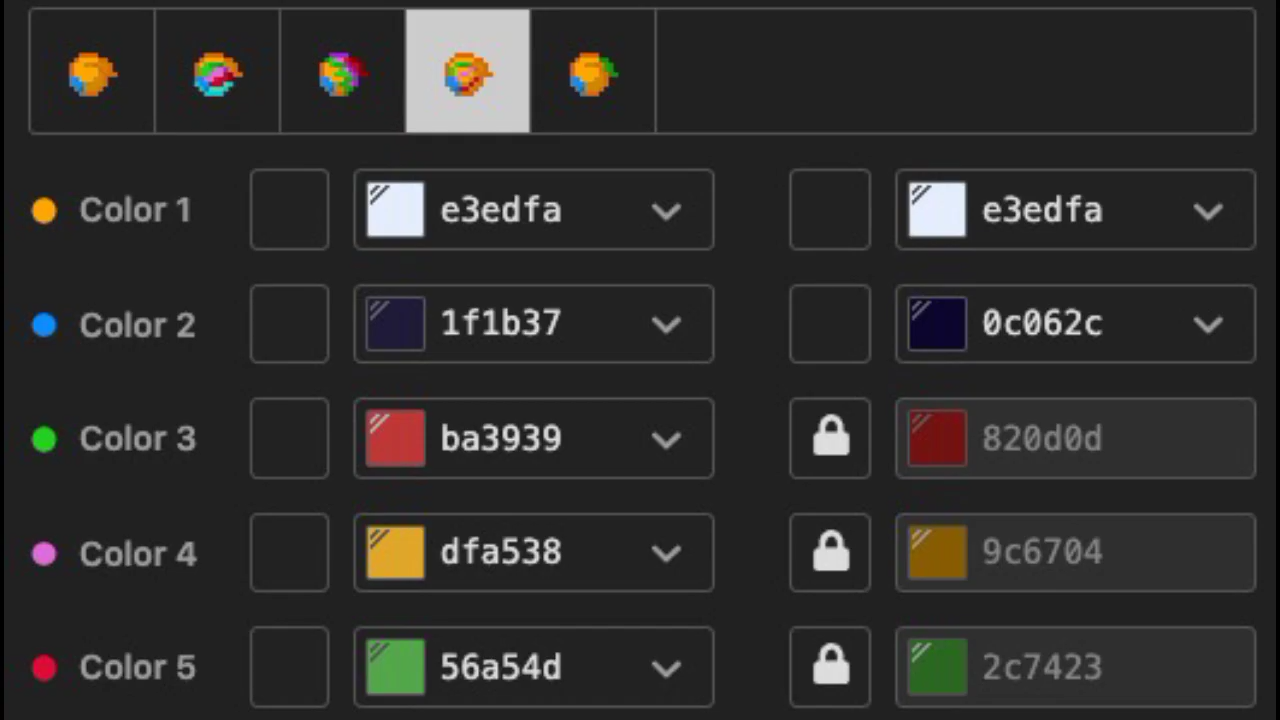 Color 1 e3edfa e3edfa
Color 2 1f1b37 0c062c
Color 3 ba3939 820d0d
Color 4 dfa538 9c6704
Color 5 56a54d 2c7423